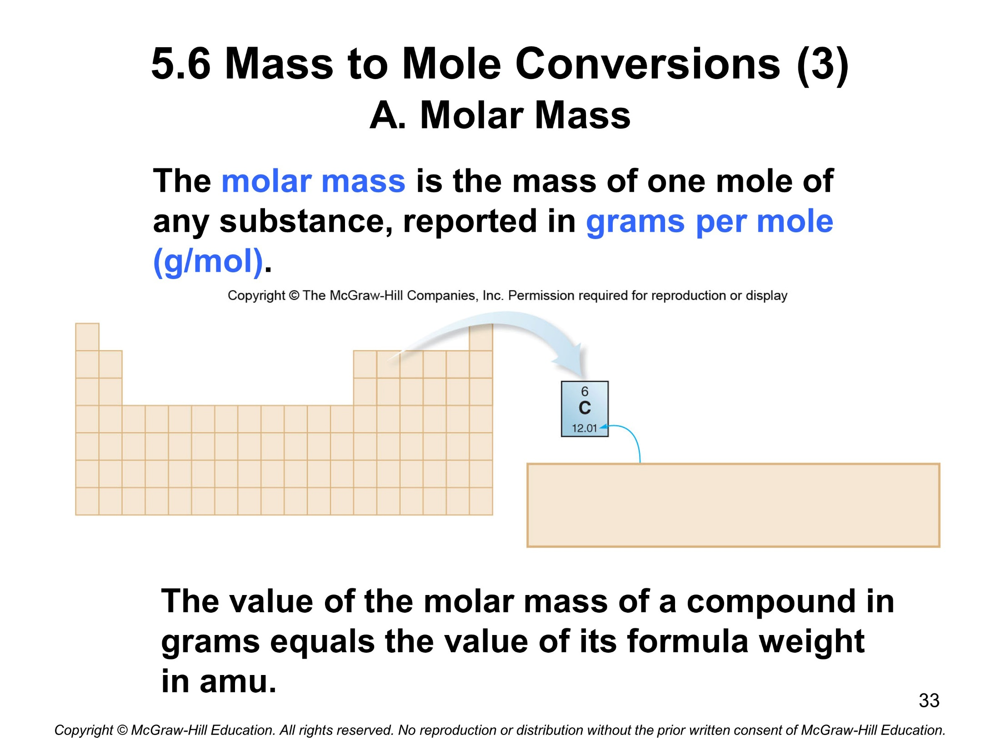 5.6 Mass to Mole Conversions (3)
A. Molar Mass
The molar mass is the mass of one mole of
any substance, reported in grams per mole
(g/mol).
Copyright © The McGraw-Hill Companies, Inc. Permission required for reproduction or display
6
C
12.01
The value of the molar mass of a compound in
grams equals the value of its formula weight
in amu.
33
Copyright © McGraw-Hill Education. All rights reserved. No reproduction or distribution without the prior written consent of McGraw-Hill Education.